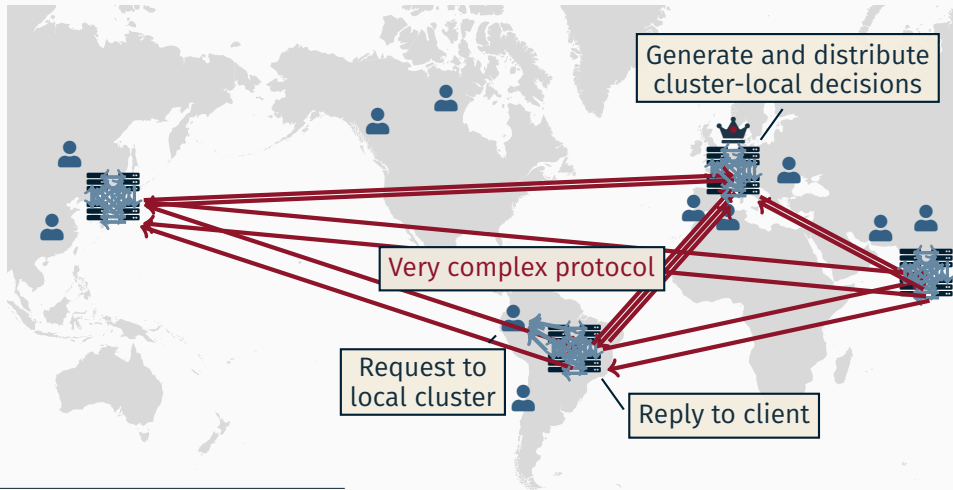 Generate and distribute
cluster-local decisions
Very complex protocol
Request to
local cluster
Reply to client